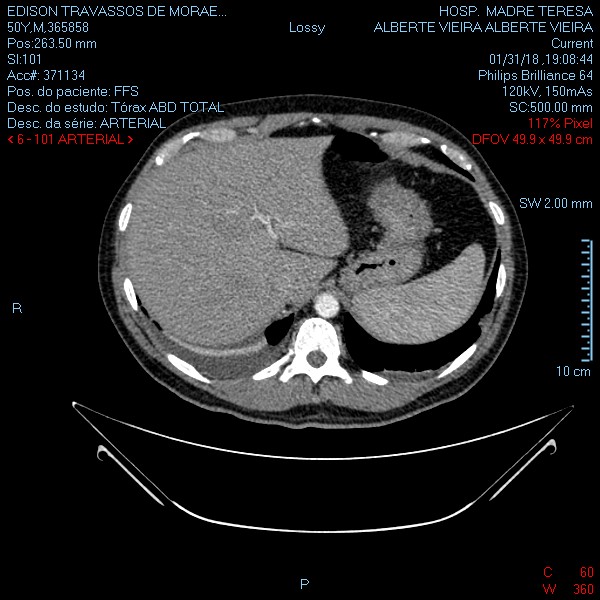 EDISON TRAVASSOS DE MORAE...
50Y,M,365858
Pos:263.50 mm
SI:101
Acc#: 371134
Pos. do paciente: FFS
Desc. do estudo: Tórax ABD TOTAL
Desc. da série: ARTERIAL
< 6 - 101 ARTERIAL >
Lossy
HOSP. MADRE TERESA
ALBERTE VIEIRA ALBERTE VIEIRA
Current
01/31/18 ,19:08:44
Philips Brilliance 64
120kV, 150mAs
SC:500.00 mm
117% Pixel
DFOV 49.9 x 49.9 cm
SW 2.00 mm
R
10 cm
P
C 60
W 360